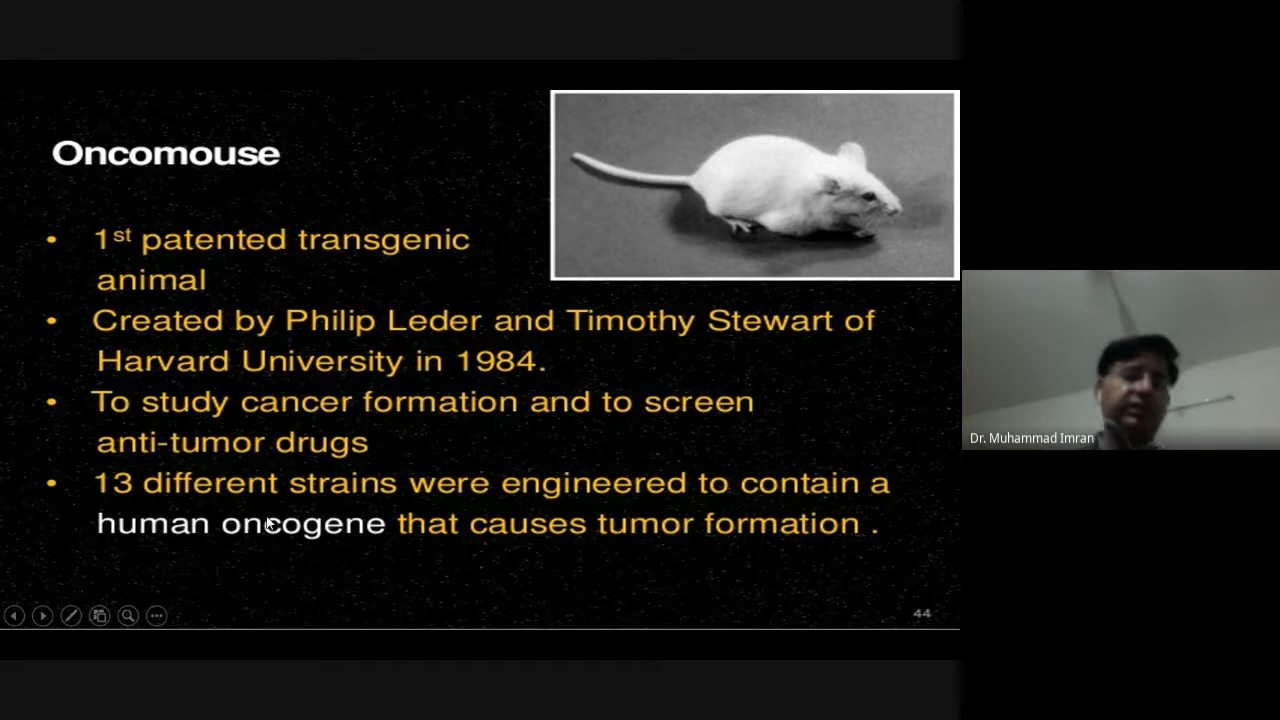 Oncomouse
• 1st patented transgenic
animal
• Created by Philip Leder and Timothy Stewart of
Harvard University in 1984.
• To study cancer formation and to screen
anti-tumor drugs
• 13 different strains were engineered to contain a
human oncogene that causes tumor formation .
44
Dr. Muhammad Imran